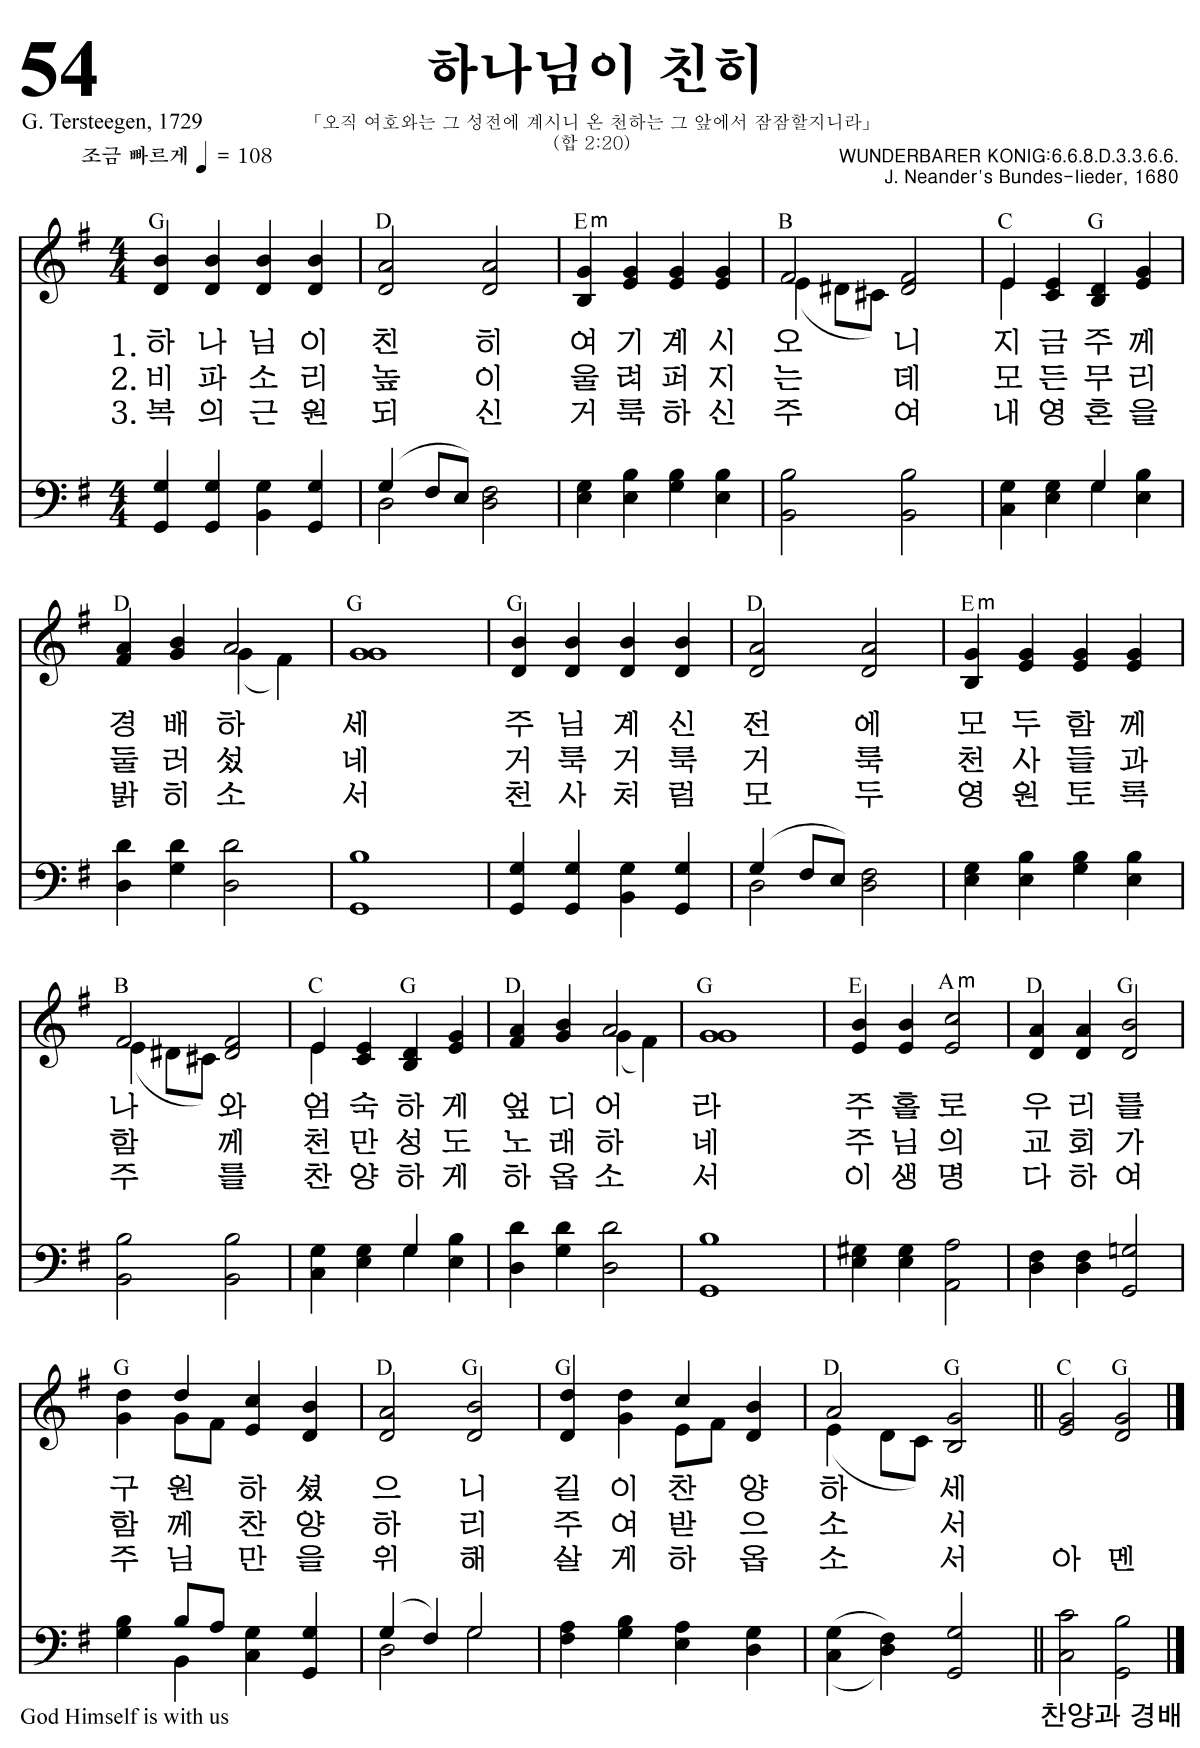 54
하나님이 친히
G. Tersteegen, 1729
「오직 여호와는 그 성전에 계시니 온 천하는 그 앞에서 잠잠할지니라」
(합 2:20)
조금 빠르게 ♩ = 108
WUNDERBARER KONIG:6.6.8.D.3.3.6.6.
J. Neander's Bundes-lieder, 1680
G D Em B C G
4 4
1. 하 나 님 이 친 히 여 기 계 시 오 니 지 금 주 께
2. 비 파 소 리 높 이 울 려 퍼 지 는 데 모 든 무 리
3. 복 의 근 원 되 신 거 룩 하 신 주 여 내 영 혼 을
4 4
D G G D Em
경 배 하 세 주 님 계 신 전 에 모 두 함 께
둘 러 섰 네 거 룩 거 룩 거 룩 천 사 들 과
밝 히 소 서 천 사 처 럼 모 두 영 원 토 록
B C G D G E Am D G
나 와 엄 숙 하 게 엎 디 어 라 주 홀 로 우 리 를
함 께 천 만 성 도 노 래 하 네 주 님 의 교 회 가
주 를 찬 양 하 게 하 옵 소 서 이 생 명 다 하 여
G D G G D G C G
구 원 하 셨 으 니 길 이 찬 양 하 세
함 께 찬 양 하 리 주 여 받 으 소 서
주 님 만 을 위 해 살 게 하 옵 소 서 아 멘
God Himself is with us
찬양과 경배